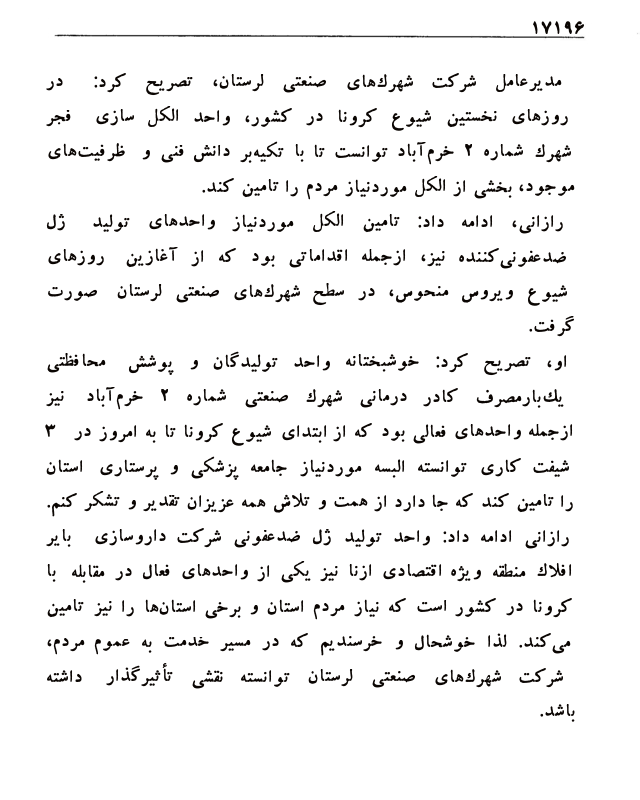 ۱۷۱۹۶
مدیرعامل شرکت شهرك‌های صنعتی لرستان، تصریح کرد: در
روزهای نخستین شیوع کرونا در کشور، واحد الکل سازی فجر
شهرك شماره ۲ خرم‌آباد توانست تا با تکیه‌بر دانش فنی و ظرفیت‌های
موجود، بخشی از الکل موردنیاز مردم را تامین کند.
رازانی، ادامه داد: تامین الکل موردنیاز واحدهای تولید ژل
ضدعفونی‌کننده نیز، ازجمله اقداماتی بود که از آغازین روزهای
شیوع ویروس منحوس، در سطح شهرك‌های صنعتی لرستان صورت
گرفت.
او، تصریح کرد: خوشبختانه واحد تولیدگان و پوشش محافظتی
یك‌بارمصرف کادر درمانی شهرك صنعتی شماره ۲ خرم‌آباد نیز
ازجمله واحدهای فعالی بود که از ابتدای شیوع کرونا تا به امروز در ۳
شیفت کاری توانسته البسه موردنیاز جامعه پزشکی و پرستاری استان
را تامین کند که جا دارد از همت و تلاش همه عزیزان تقدیر و تشکر کنم.
رازانی ادامه داد: واحد تولید ژل ضدعفونی شرکت داروسازی بایر
افلاك منطقه ویژه اقتصادی ازنا نیز یکی از واحدهای فعال در مقابله با
کرونا در کشور است که نیاز مردم استان و برخی استان‌ها را نیز تامین
می‌کند. لذا خوشحال و خرسندیم که در مسیر خدمت به عموم مردم،
شرکت شهرك‌های صنعتی لرستان توانسته نقشی تأثیرگذار داشته
باشد.